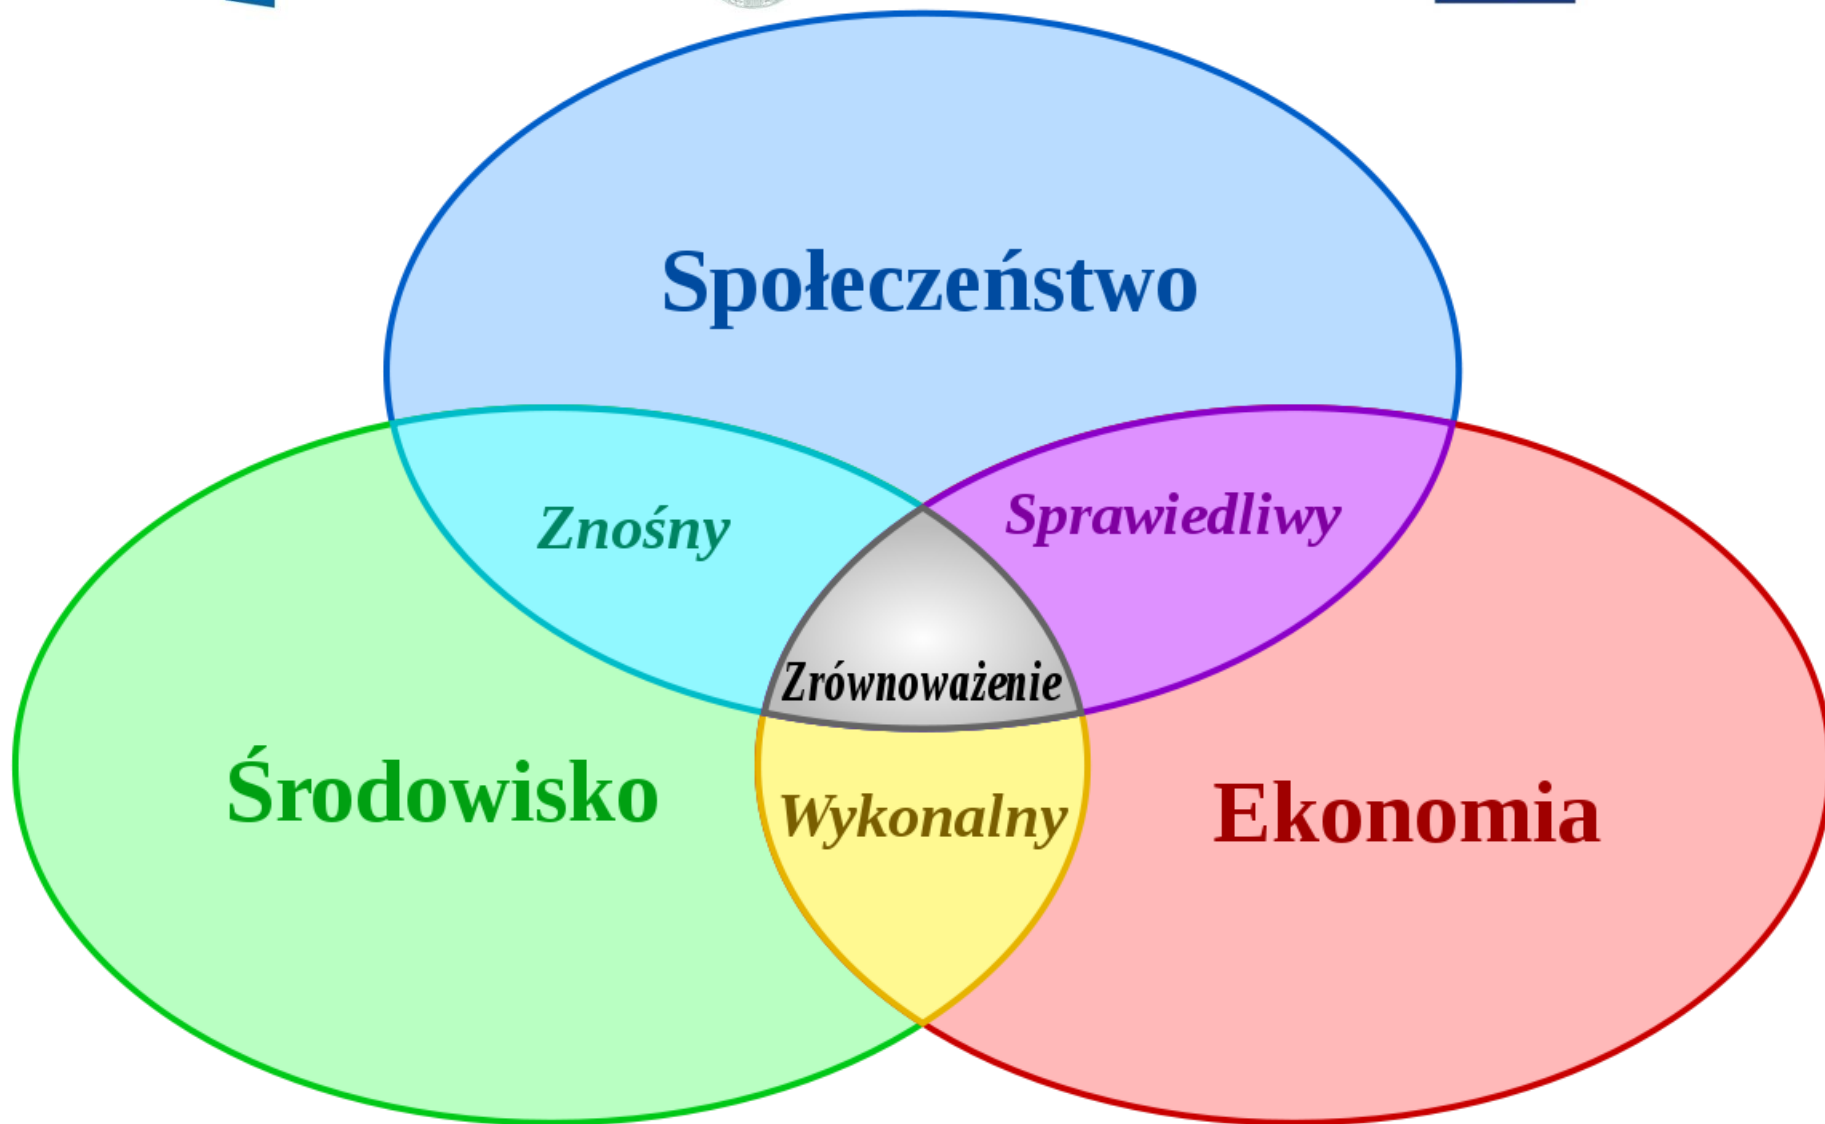 Społeczeństwo
Znośny
Sprawiedliwy
Zrównoważenie
Środowisko
Wykonalny
Ekonomia